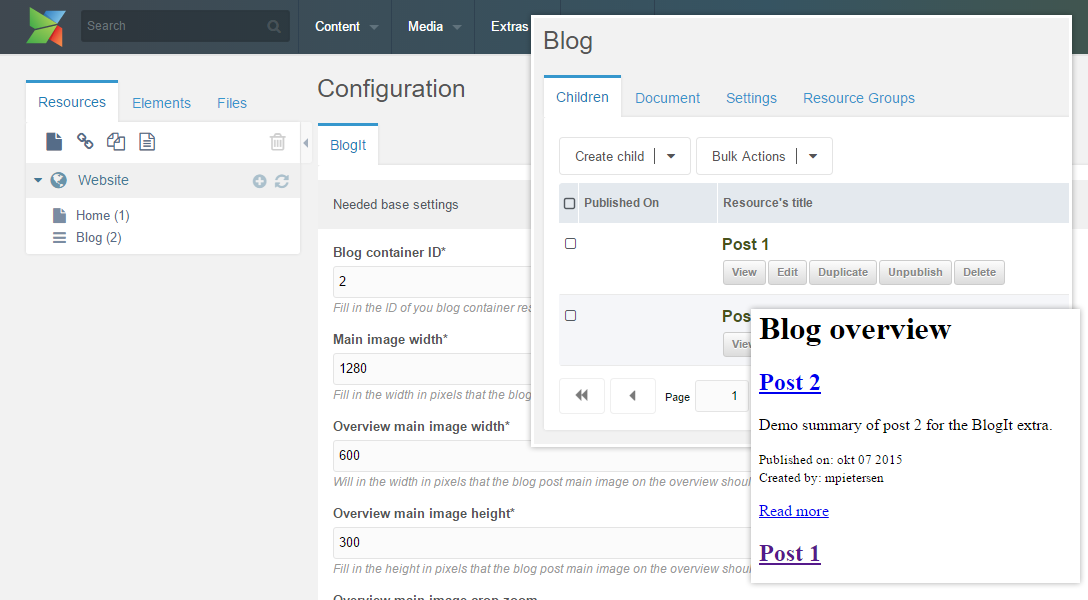 Search
Content
Media
Extras
Resources
Elements
Files
Website
Home (1)
Blog (2)
Configuration
BlogIt
Needed base settings
Blog container ID*
2
Fill in the ID of you blog container
Main image width*
1280
Fill in the width in pixels that the blog
Overview main image width*
600
Will in the width in pixels that the blog post main image on the overview
Overview main image height*
300
Fill in the height in pixels that the blog post main image on the overview
Overview main image crop zoom
Blog
Children
Document
Settings
Resource Groups
Create child
Bulk Actions
Published On
Resource's title
Post 1
View
Edit
Duplicate
Unpublish
Delete
Page
1
Blog overview
Post 2
Demo summary of post 2 for the BlogIt extra.
Published on: okt 07 2015
Created by: mpietersen
Read more
Post 1